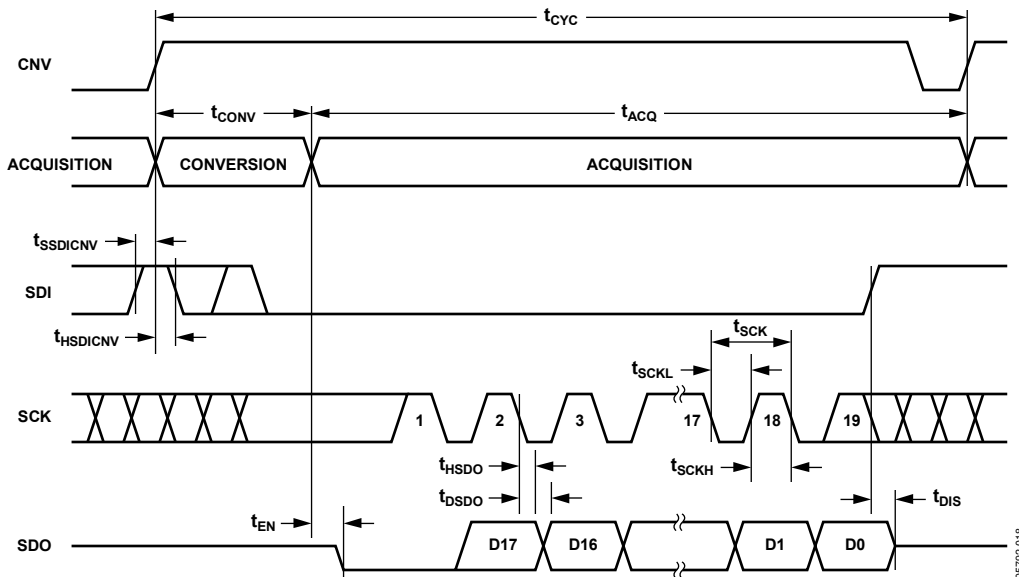 tCYC
CNV
tCONV
tACQ
ACQUISITION
CONVERSION
ACQUISITION
tSSDICNV
SDI
tHSDICNV
tSCK
tSCKL
SCK
1
2
3
17
18
19
tHSDO
tSCKH
tDSDO
tEN
tDIS
SDO
D17
D16
D1
D0